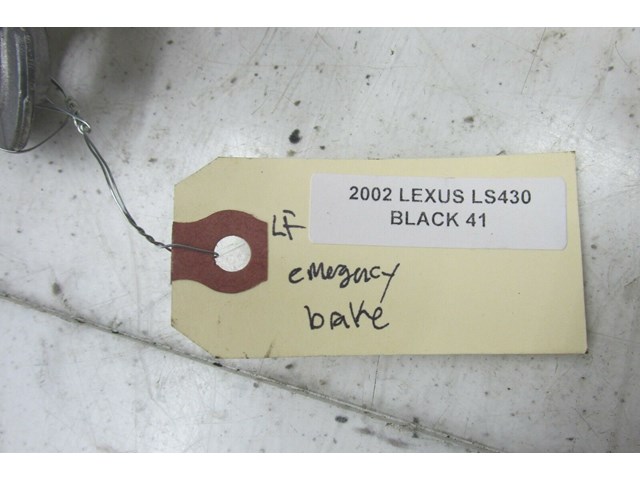 2002 LEXUS LS430
BLACK 41
LF
emegacy
bake